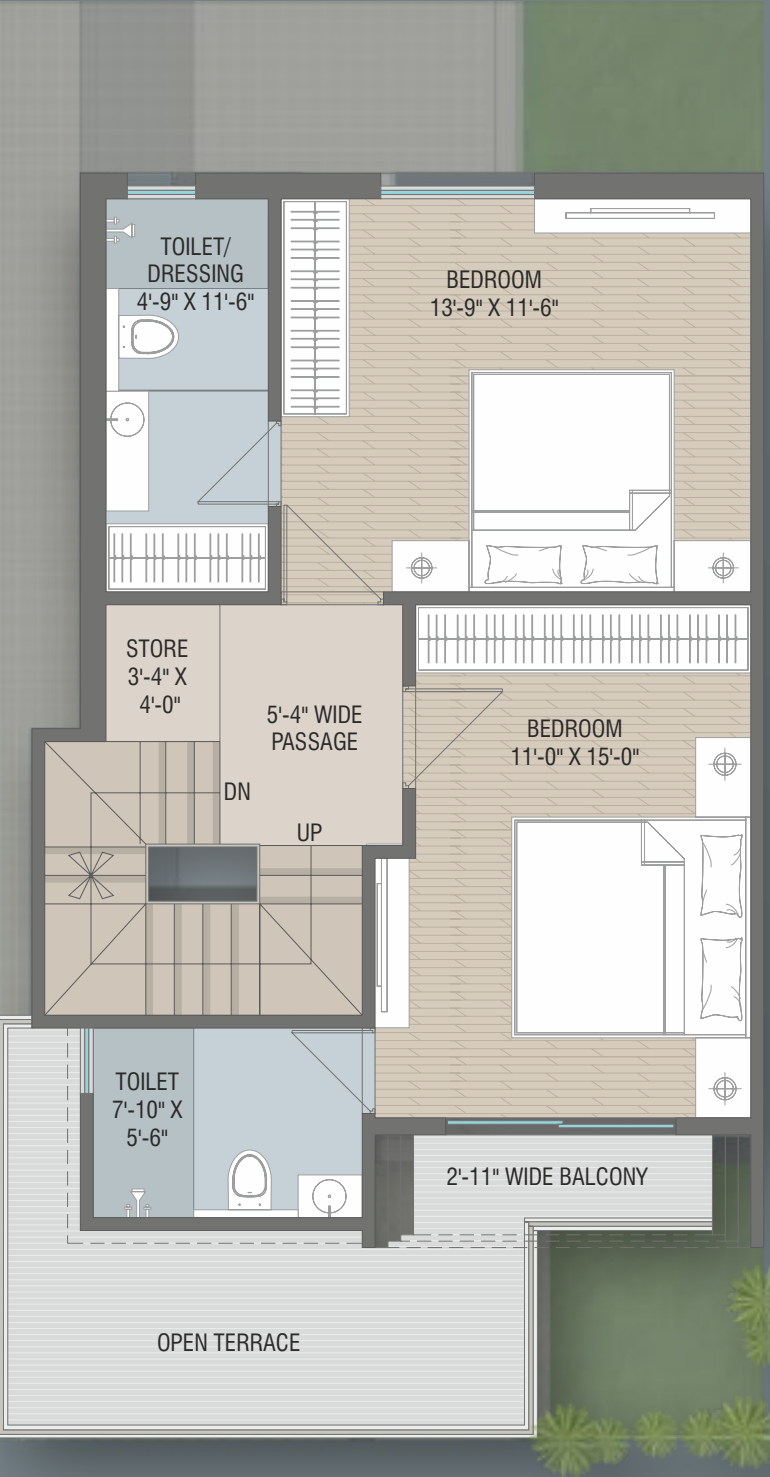 TOILET/
DRESSING
4'-9" X 11'-6"
BEDROOM
13'-9" X 11'-6"
STORE
3'-4" X
4'-0"
5'-4" WIDE
PASSAGE
BEDROOM
11'-0" X 15'-0"
DN
UP
TOILET
7'-10" X
5'-6"
2'-11" WIDE BALCONY
OPEN TERRACE